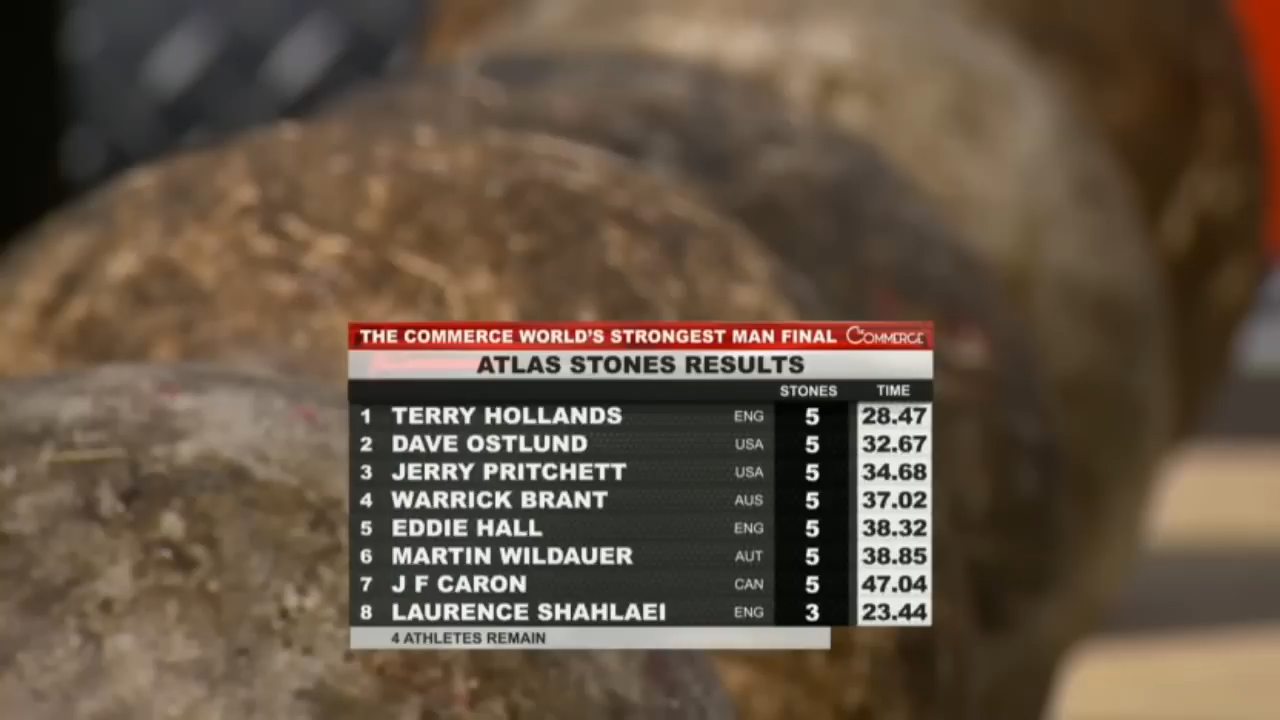 THE COMMERCE WORLD'S STRONGEST MAN FINAL THE COMMERCE
ATLAS STONES RESULTS
STONES TIME
1 TERRY HOLLANDS ENG 5 28.47
2 DAVE OSTLUND USA 5 32.67
3 JERRY PRITCHETT USA 5 34.68
4 WARRICK BRANT AUS 5 37.02
5 EDDIE HALL ENG 5 38.32
6 MARTIN WILDAUER AUT 5 38.85
7 J F CARON CAN 5 47.04
8 LAURENCE SHAHLAEI ENG 3 23.44
4 ATHLETES REMAIN